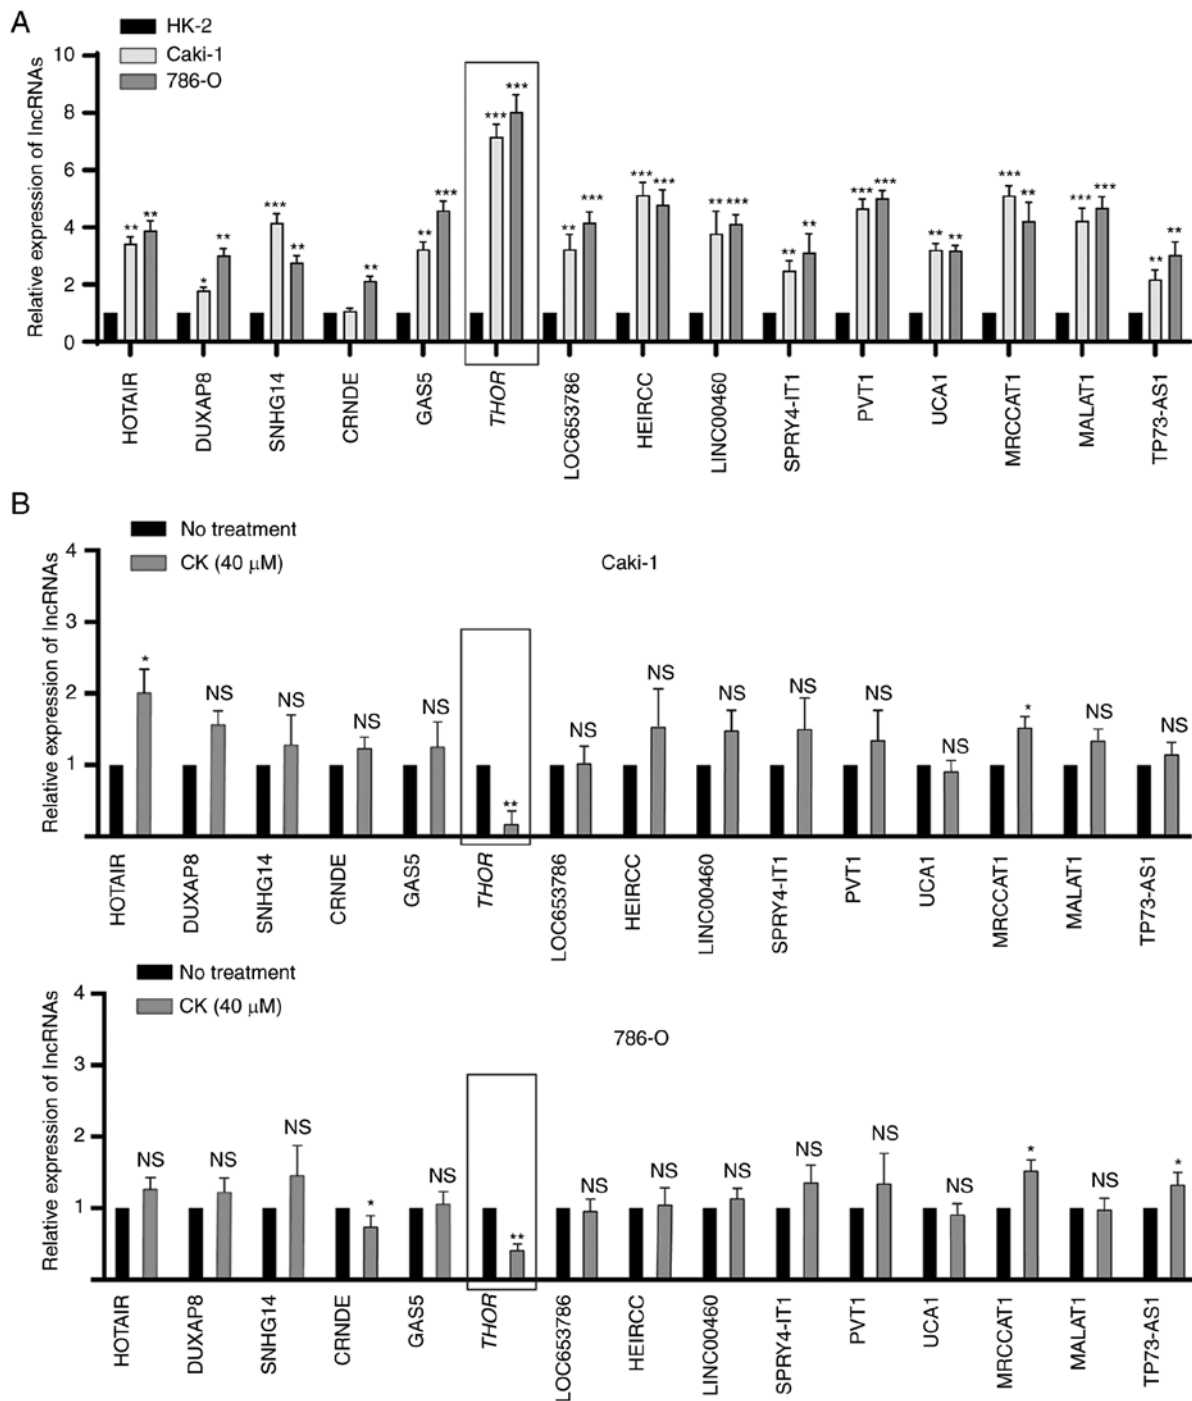 A
HK-2
Caki-1
786-O
Relative expression of lncRNAs
10
8
6
4
2
0
** ** * ** *** ** ** ** *** *** *** ** *** *** *** ** *** ** ** *** *** ** ** *** ** *** *** ** **
HOTAIR DUXAP8 SNHG14 CRNDE GAS5 THOR LOC653786 HEIRCC LINC00460 SPRY4-IT1 PVT1 UCA1 MRCCAT1 MALAT1 TP73-AS1
B
No treatment
CK (40 μM)
Caki-1
Relative expression of lncRNAs
4
3
2
1
* NS NS NS NS ** NS NS NS NS NS NS * NS NS
HOTAIR DUXAP8 SNHG14 CRNDE GAS5 THOR LOC653786 HEIRCC LINC00460 SPRY4-IT1 PVT1 UCA1 MRCCAT1 MALAT1 TP73-AS1
No treatment
CK (40 μM)
786-O
Relative expression of lncRNAs
4
3
2
1
NS NS NS * NS ** NS NS NS NS NS NS * NS *
HOTAIR DUXAP8 SNHG14 CRNDE GAS5 THOR LOC653786 HEIRCC LINC00460 SPRY4-IT1 PVT1 UCA1 MRCCAT1 MALAT1 TP73-AS1